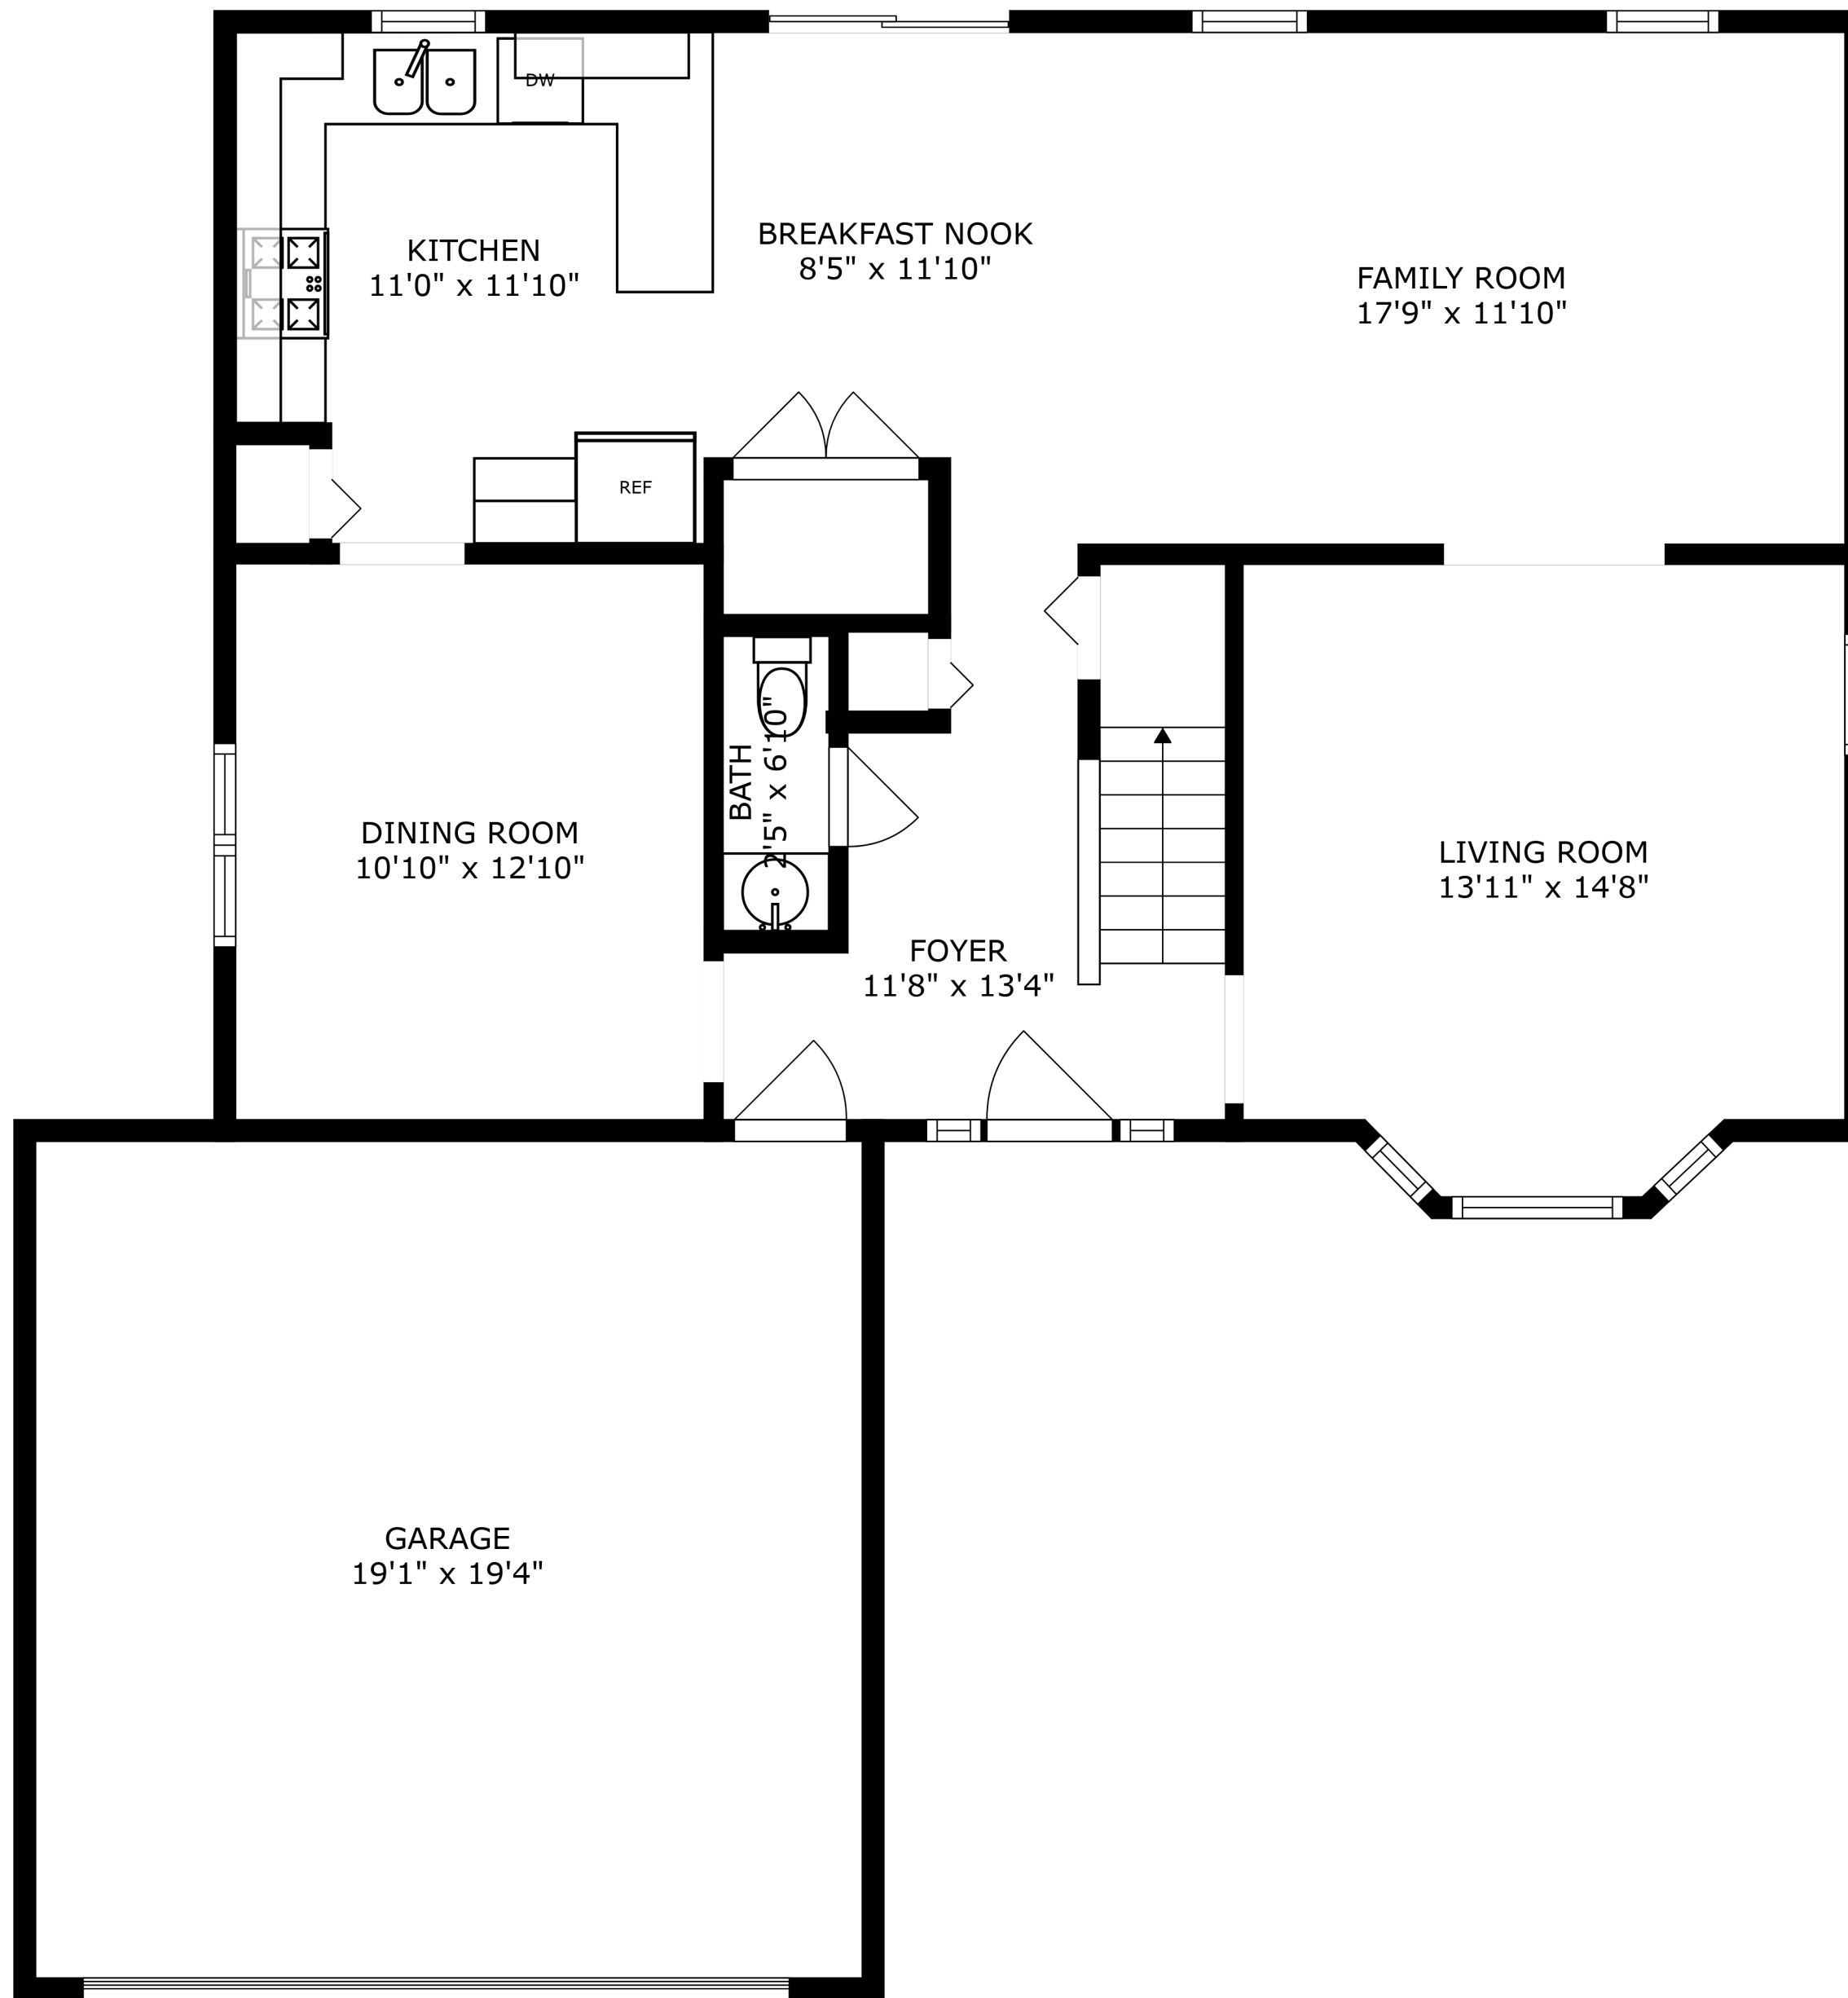 DW
KITCHEN
11'0" x 11'10"
BREAKFAST NOOK
8'5" x 11'10"
FAMILY ROOM
17'9" x 11'10"
REF
BATH
2'5" x 6'10"
DINING ROOM
10'10" x 12'10"
LIVING ROOM
13'11" x 14'8"
FOYER
11'8" x 13'4"
GARAGE
19'1" x 19'4"